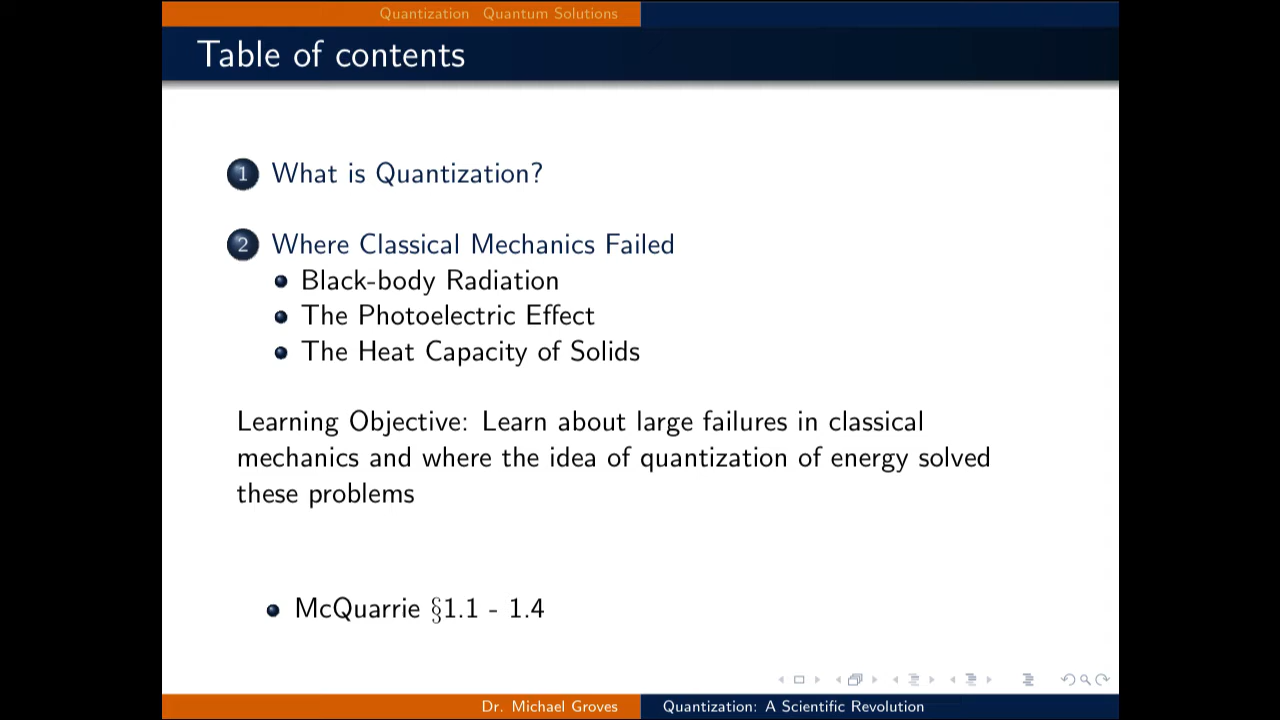 Quantization Quantum Solutions
Table of contents
1 What is Quantization?
2 Where Classical Mechanics Failed
Black-body Radiation
The Photoelectric Effect
The Heat Capacity of Solids
Learning Objective: Learn about large failures in classical
mechanics and where the idea of quantization of energy solved
these problems
McQuarrie §1.1 - 1.4
Dr. Michael Groves Quantization: A Scientific Revolution